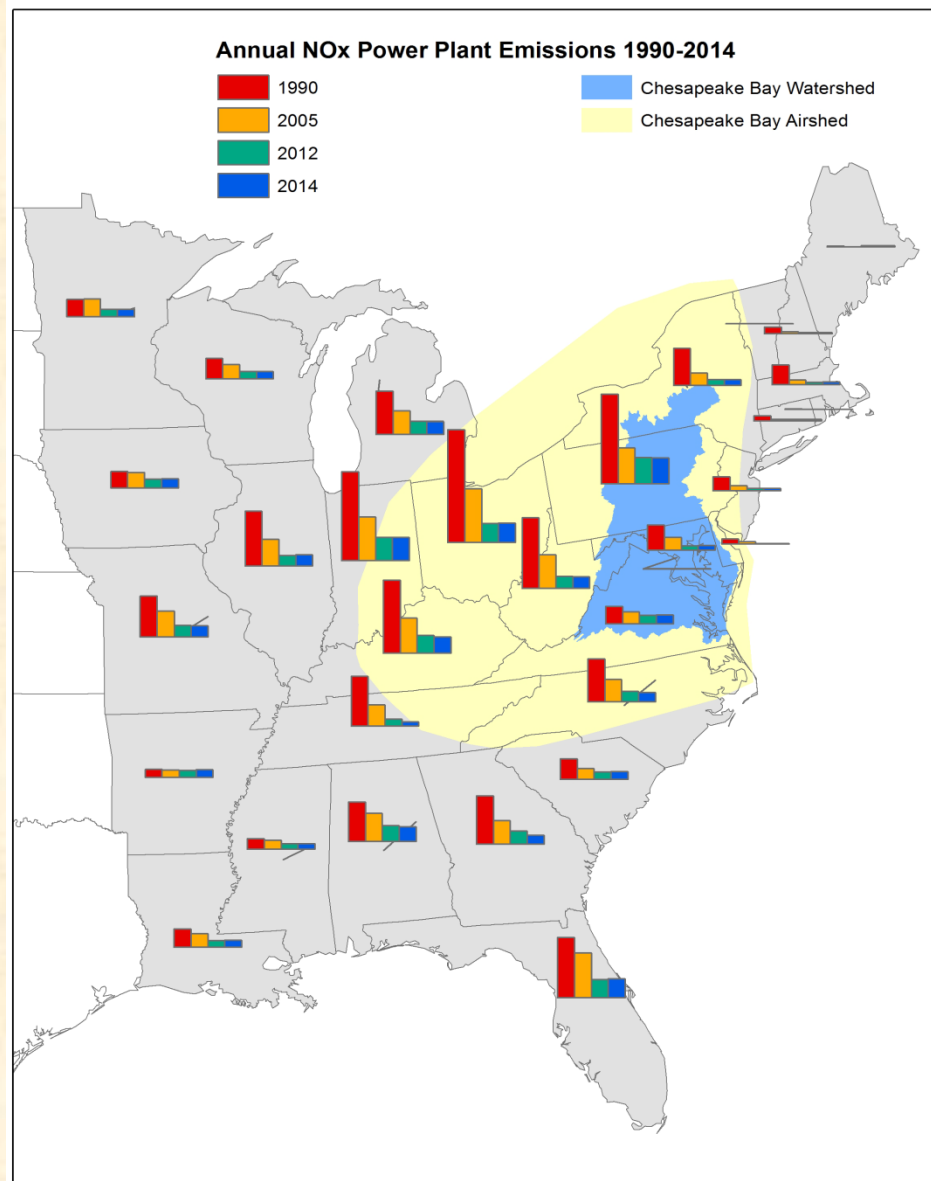 Annual NOx Power Plant Emissions 1990-2014
1990
2005
2012
2014
Chesapeake Bay Watershed
Chesapeake Bay Airshed